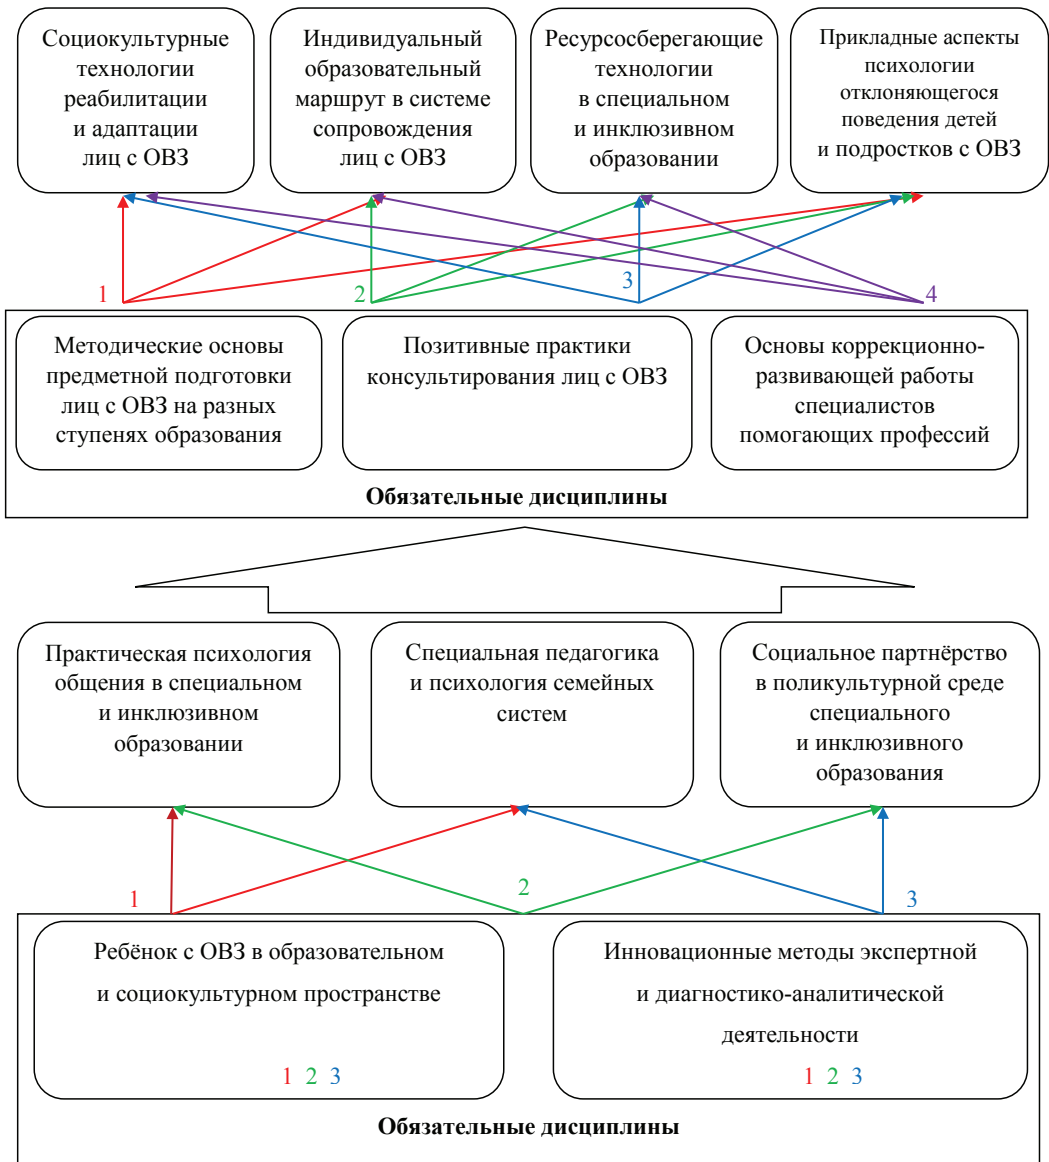 Социокультурные
технологии
реабилитации
и адаптации
лиц с ОВЗ
Индивидуальный
образовательный
маршрут в системе
сопровождения
лиц с ОВЗ
Ресурсосберегающие
технологии
в специальном
и инклюзивном
образовании
Прикладные аспекты
психологии
отклоняющегося
поведения детей
и подростков с ОВЗ
1
2
3
4
Методические основы
предметной подготовки
лиц с ОВЗ на разных
ступенях образования
Позитивные практики
консультирования лиц с ОВЗ
Основы коррекционно-
развивающей работы
специалистов
помогающих профессий
Обязательные дисциплины
Практическая психология
общения в специальном
и инклюзивном
образовании
Специальная педагогика
и психология семейных
систем
Социальное партнёрство
в поликультурной среде
специального
и инклюзивного
образования
1
2
3
Ребёнок с ОВЗ в образовательном
и социокультурном пространстве
1 2 3
Инновационные методы экспертной
и диагностико-аналитической
деятельности
1 2 3
Обязательные дисциплины